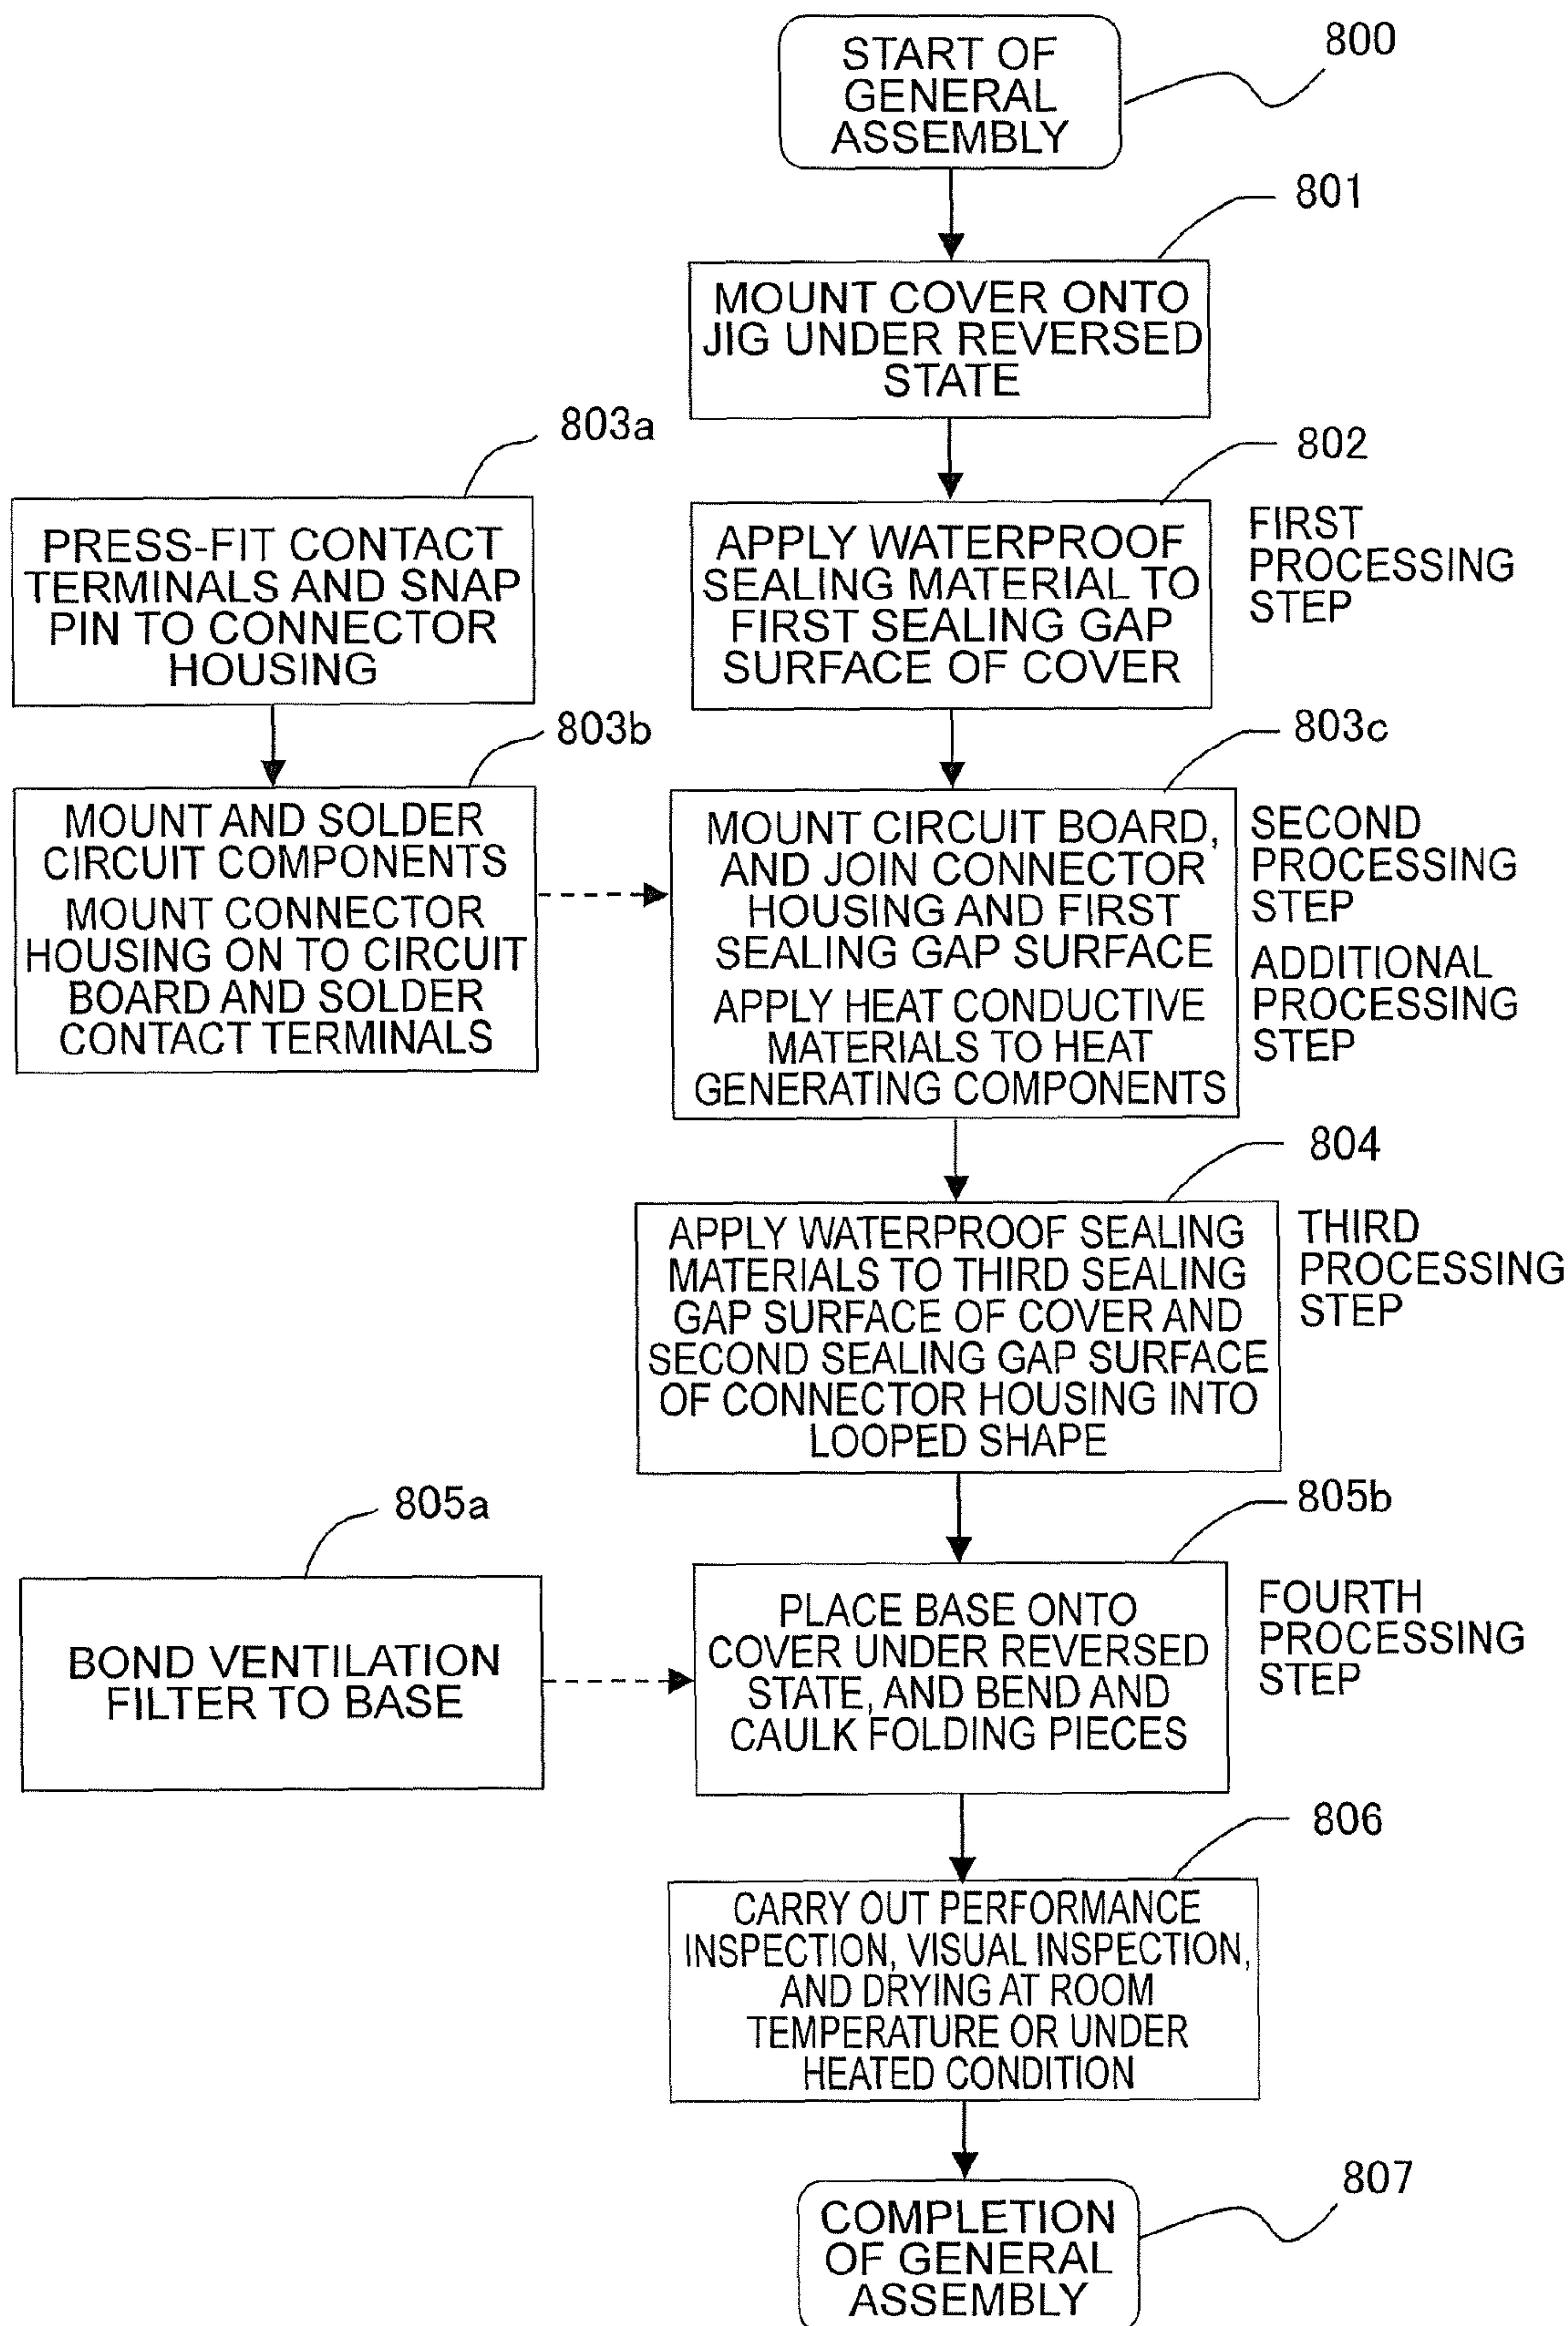 START OF
GENERAL
ASSEMBLY
800
801
MOUNT COVER ONTO
JIG UNDER REVERSED
STATE
803a
PRESS-FIT CONTACT
TERMINALS AND SNAP
PIN TO CONNECTOR
HOUSING
802
APPLY WATERPROOF
SEALING MATERIAL TO
FIRST SEALING GAP
SURFACE OF COVER
FIRST
PROCESSING
STEP
803b
MOUNT AND SOLDER
CIRCUIT COMPONENTS
MOUNT CONNECTOR
HOUSING ON TO CIRCUIT
BOARD AND SOLDER
CONTACT TERMINALS
803c
MOUNT CIRCUIT BOARD,
AND JOIN CONNECTOR
HOUSING AND FIRST
SEALING GAP SURFACE
APPLY HEAT CONDUCTIVE
MATERIALS TO HEAT
GENERATING COMPONENTS
SECOND
PROCESSING
STEP
ADDITIONAL
PROCESSING
STEP
804
APPLY WATERPROOF SEALING
MATERIALS TO THIRD SEALING
GAP SURFACE OF COVER AND
SECOND SEALING GAP SURFACE
OF CONNECTOR HOUSING INTO
LOOPED SHAPE
THIRD
PROCESSING
STEP
805a
BOND VENTILATION
FILTER TO BASE
805b
PLACE BASE ONTO
COVER UNDER REVERSED
STATE, AND BEND AND
CAULK FOLDING PIECES
FOURTH
PROCESSING
STEP
806
CARRY OUT PERFORMANCE
INSPECTION, VISUAL INSPECTION,
AND DRYING AT ROOM
TEMPERATURE OR UNDER
HEATED CONDITION
807
COMPLETION
OF GENERAL
ASSEMBLY